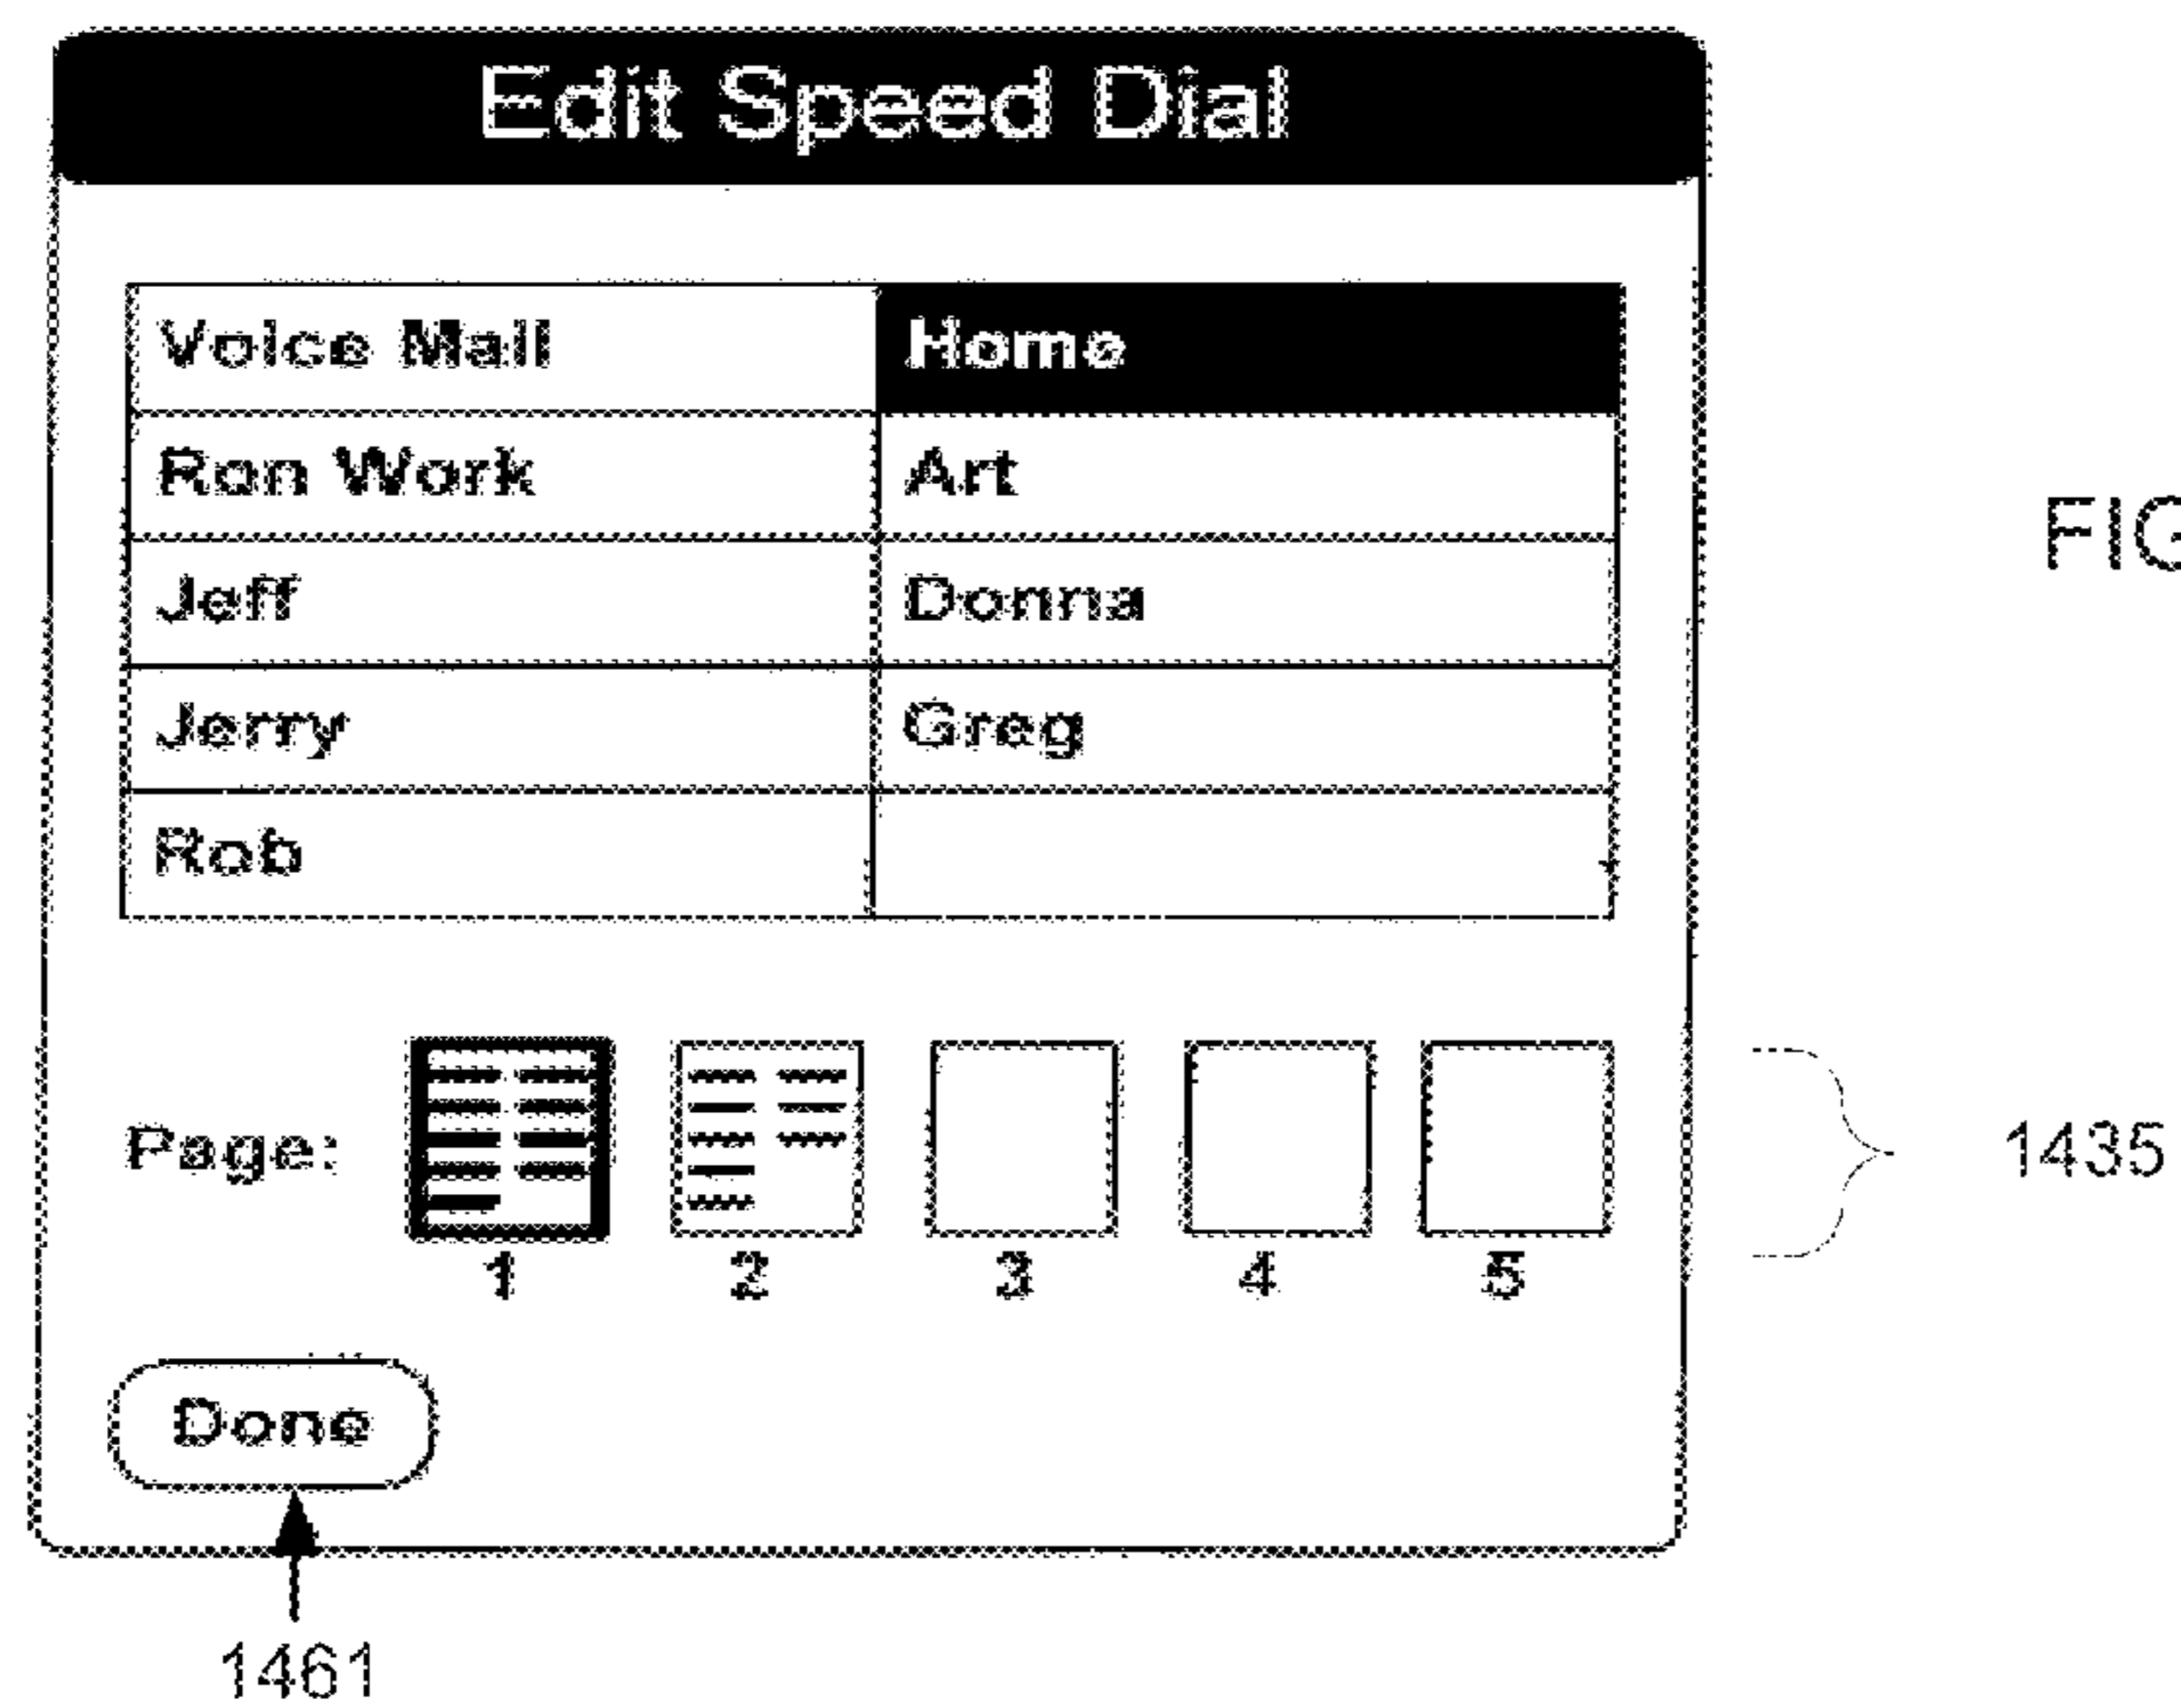 Edit Speed Dial
Voice Mail Home
Ron Work Art
Jeff Donna
Jerry Greg
Rob
FIG
Page:
1435
1 2 3 4 5
Done
1461